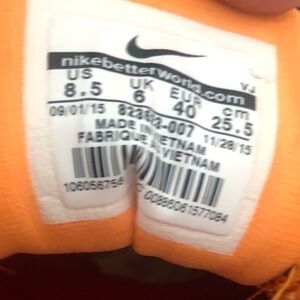 nikebetterworld.com
VJ
US UK EUR cm
8.5 6 40 25.5
09/01/15 11/28/15
MADE IN VIETNAM
FABRIQUE VIETNAM